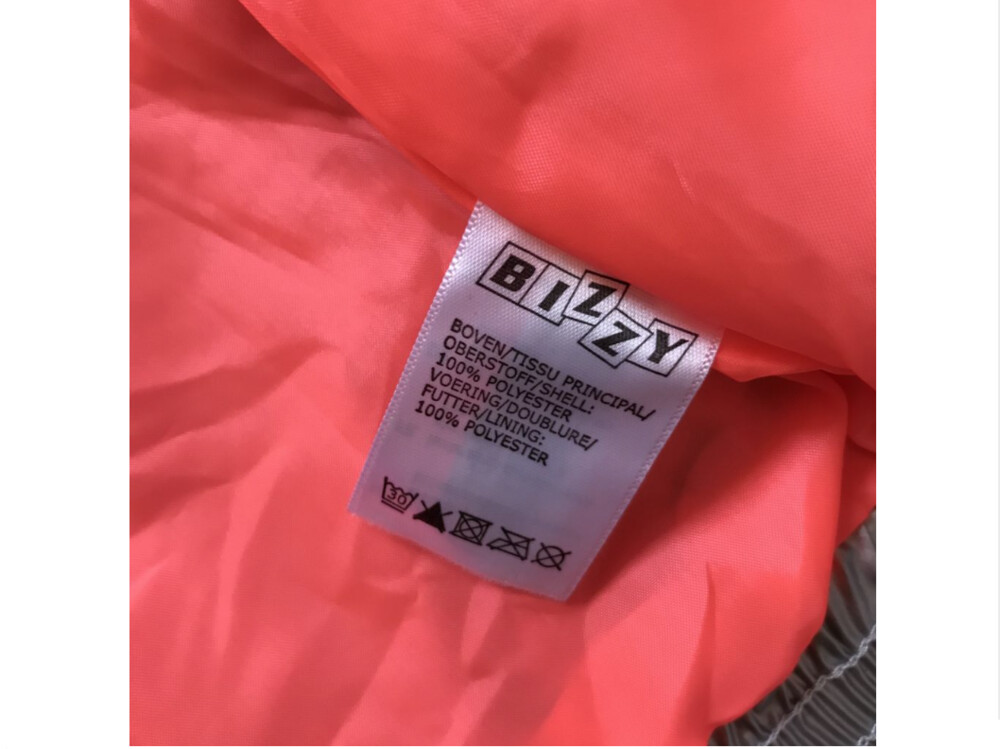 BIZZY
BOVEN/TISSU PRINCIPAL/
OBERSTOFF/SHELL:
100% POLYESTER
VOERING/DOUBLURE/
FUTTER/LINING:
100% POLYESTER
30